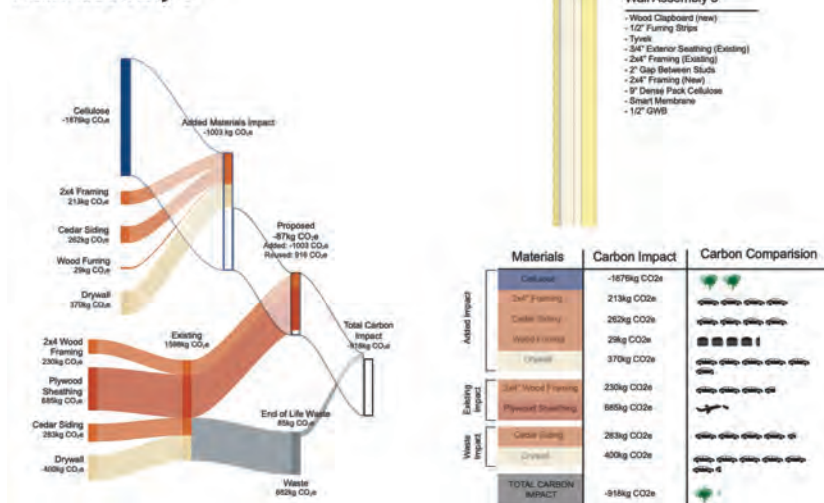 - Wood Clapboard (new)
- 1/2" Furring Strips
- Tyvek
- 3/4" Exterior Seathing (Existing)
- 2x4" Framing (Existing)
- 2" Gap Between Studs
- 2x4" Framing (New)
- 9" Dense Pack Cellulose
- Smart Membrane
- 1/2" GWB
Cellulose
-1876kg CO₂e
Added Materials Impact
-1003 kg CO₂e
2x4 Framing
213kg CO₂e
Cedar Siding
262kg CO₂e
Wood Furring
29kg CO₂e
Drywall
370kg CO₂e
Proposed
-87kg CO₂e
Added: -1003 CO₂e
Reused: 916 CO₂e
Total Carbon
Impact
-918kg CO₂e
Existing
1598kg CO₂e
2x4 Wood
Framing
230kg CO₂e
Plywood
Sheathing
685kg CO₂e
Cedar Siding
283kg CO₂e
Drywall
-400kg CO₂e
End of Life Waste
85kg CO₂e
Waste
682kg CO₂e
Materials Carbon Impact Carbon Comparision
Added Impact
Cellulose -1876kg CO2e
2x4" Framing 213kg CO2e
Cedar Siding 262kg CO2e
Wood Furring 29kg CO2e
Drywall 370kg CO2e
Existing Impact
2x4" Wood Framing 230kg CO2e
Plywood Sheathing 685kg CO2e
Waste Impact
Cedar Siding 283kg CO2e
Drywall 400kg CO2e
TOTAL CARBON
IMPACT -918kg CO2e